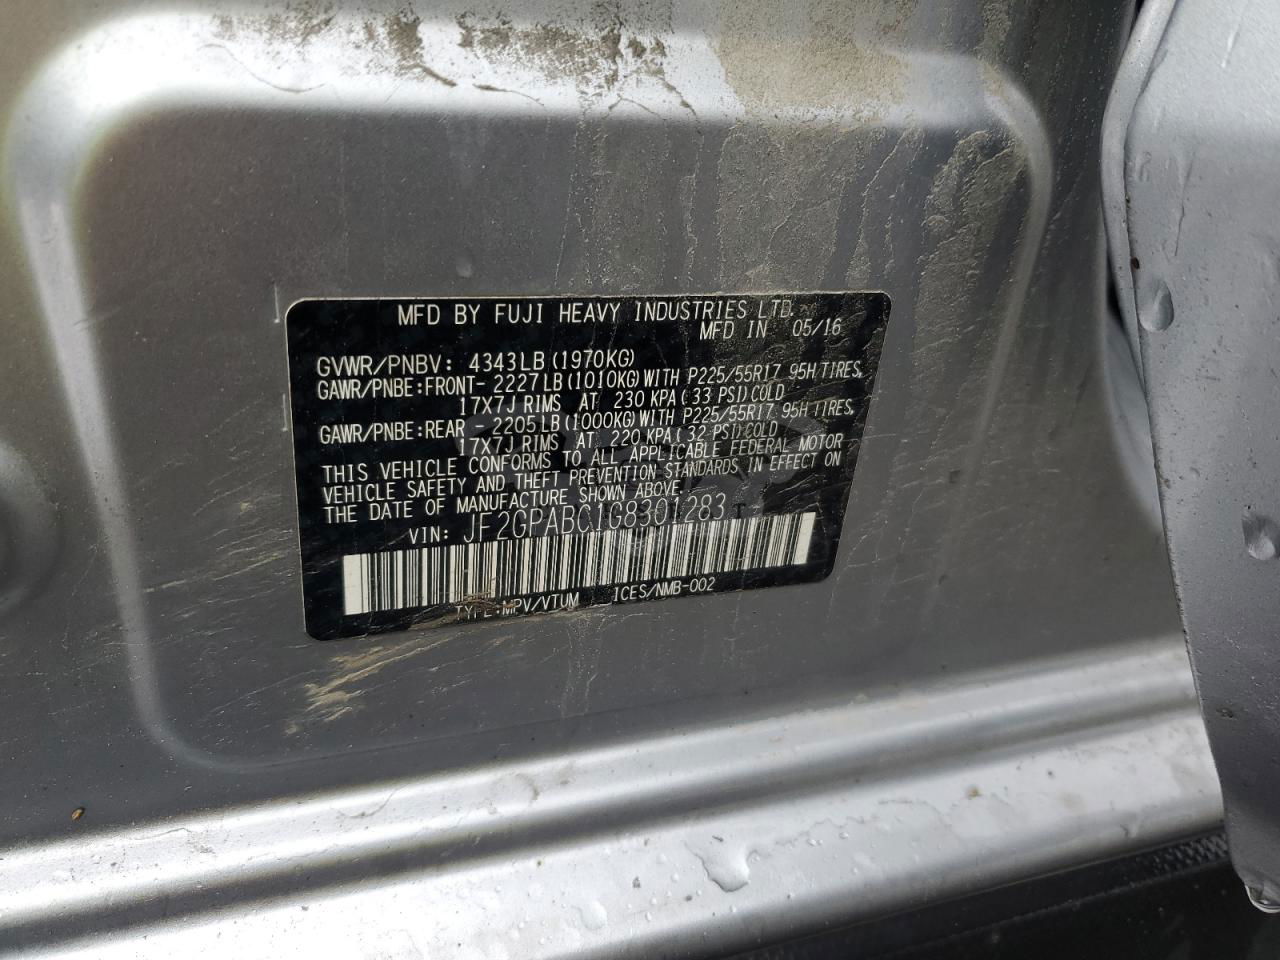 MFD BY FUJI HEAVY INDUSTRIES LTD.
MFD IN 05/16
GVWR/PNBV: 4343LB(1970KG)
GAWR/PNBE:FRONT-2227LB(1010KG)WITH P225/55R17 95H TIRES,
17X7J RIMS AT 230 KPA(33 PSI)COLD
GAWR/PNBE:REAR -2205LB(1000KG)WITH P225/55R17 95H TIRES,
17X7J RIMS AT 220 KPA(32 PSI)COLD
THIS VEHICLE CONFORMS TO ALL APPLICABLE FEDERAL MOTOR
VEHICLE SAFETY AND THEFT PREVENTION STANDARDS IN EFFECT ON
THE DATE OF MANUFACTURE SHOWN ABOVE.
VIN: JF2GPABC1G8301283 T
TYPE:MPV/VTUM ICES/NMB-002